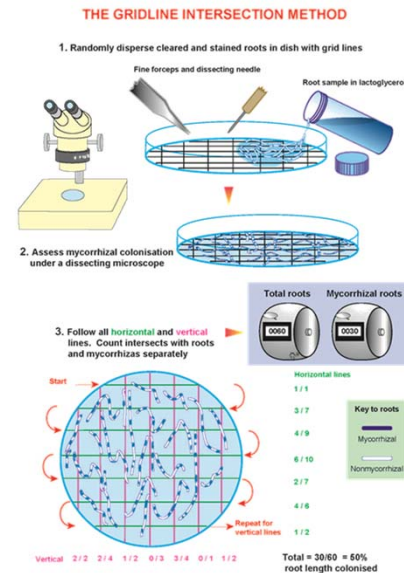 THE GRIDLINE INTERSECTION METHOD
1. Randomly disperse cleared and stained roots in dish with grid lines
Fine forceps and dissecting needle
Root sample in lactoglycero
2. Assess mycorrhizal colonisation
under a dissecting microscope
Total roots Mycorrhizal roots
0060 0030
3. Follow all horizontal and vertical
lines. Count intersects with roots
and mycorrhizas separately
Start
Horizontal lines
1/1
3/7
4/9
6/10
2/7
4/6
1/2
Key to roots
Mycorrhizal
Nonmycorrhizal
Repeat for
vertical lines
Vertical 2/2 2/4 1/2 0/3 3/4 0/1 1/2
Total = 30/60 = 50%
root length colonised